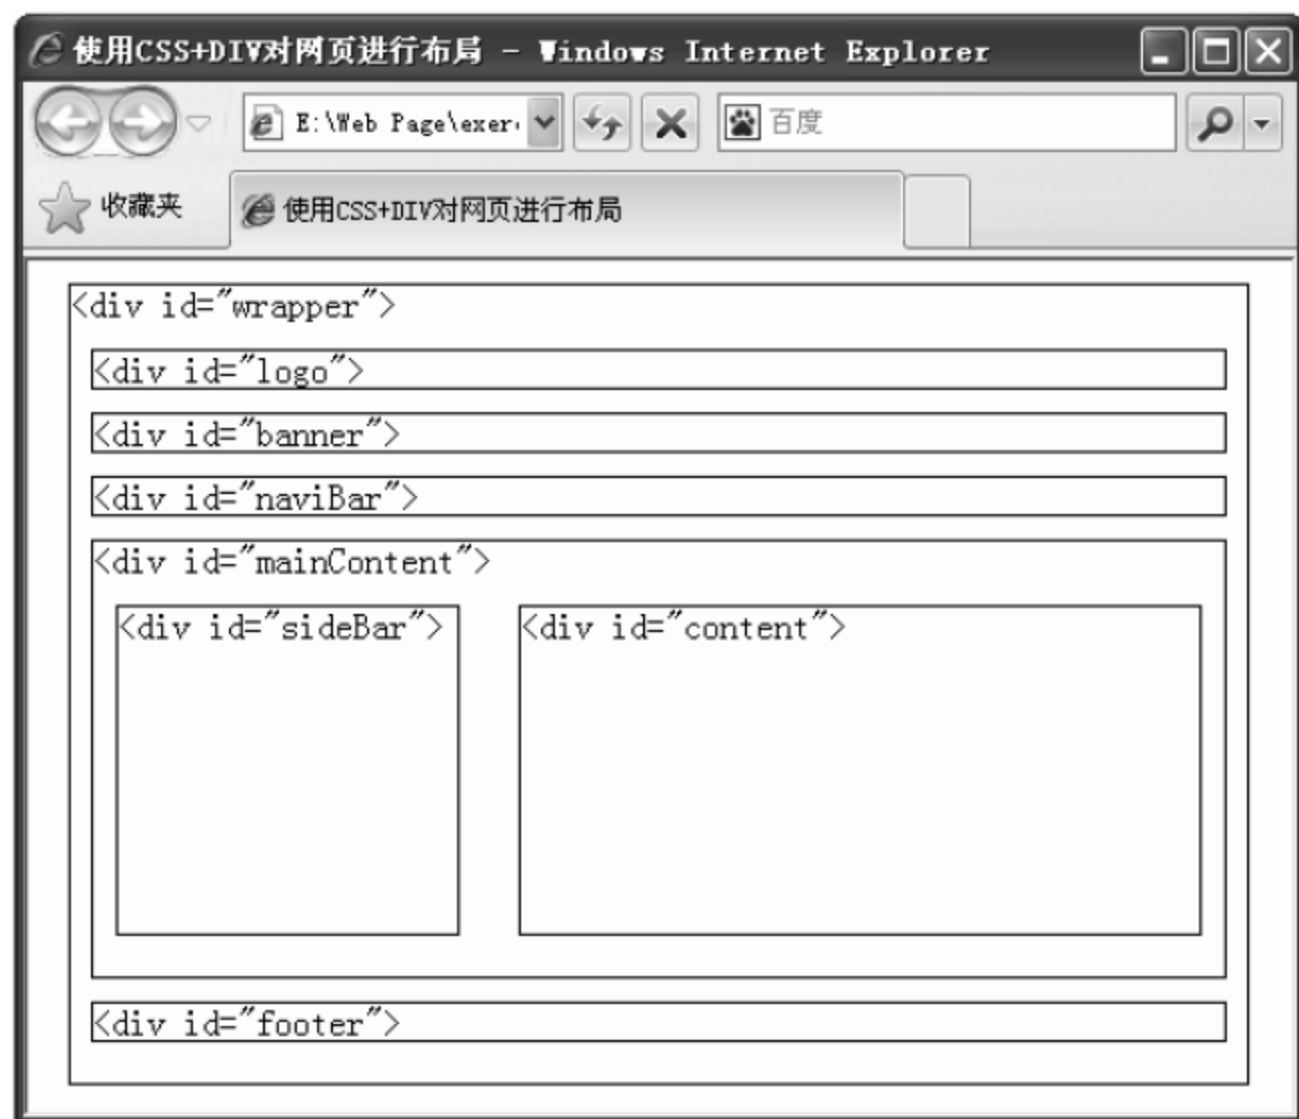 使用CSS+DIV对网页进行布局 - Windows Internet Explorer
E:\Web Page\exer
百度
收藏夹
使用CSS+DIV对网页进行布局
<div id="wrapper">
<div id="logo">
<div id="banner">
<div id="naviBar">
<div id="mainContent">
<div id="sideBar">
<div id="content">
<div id="footer">